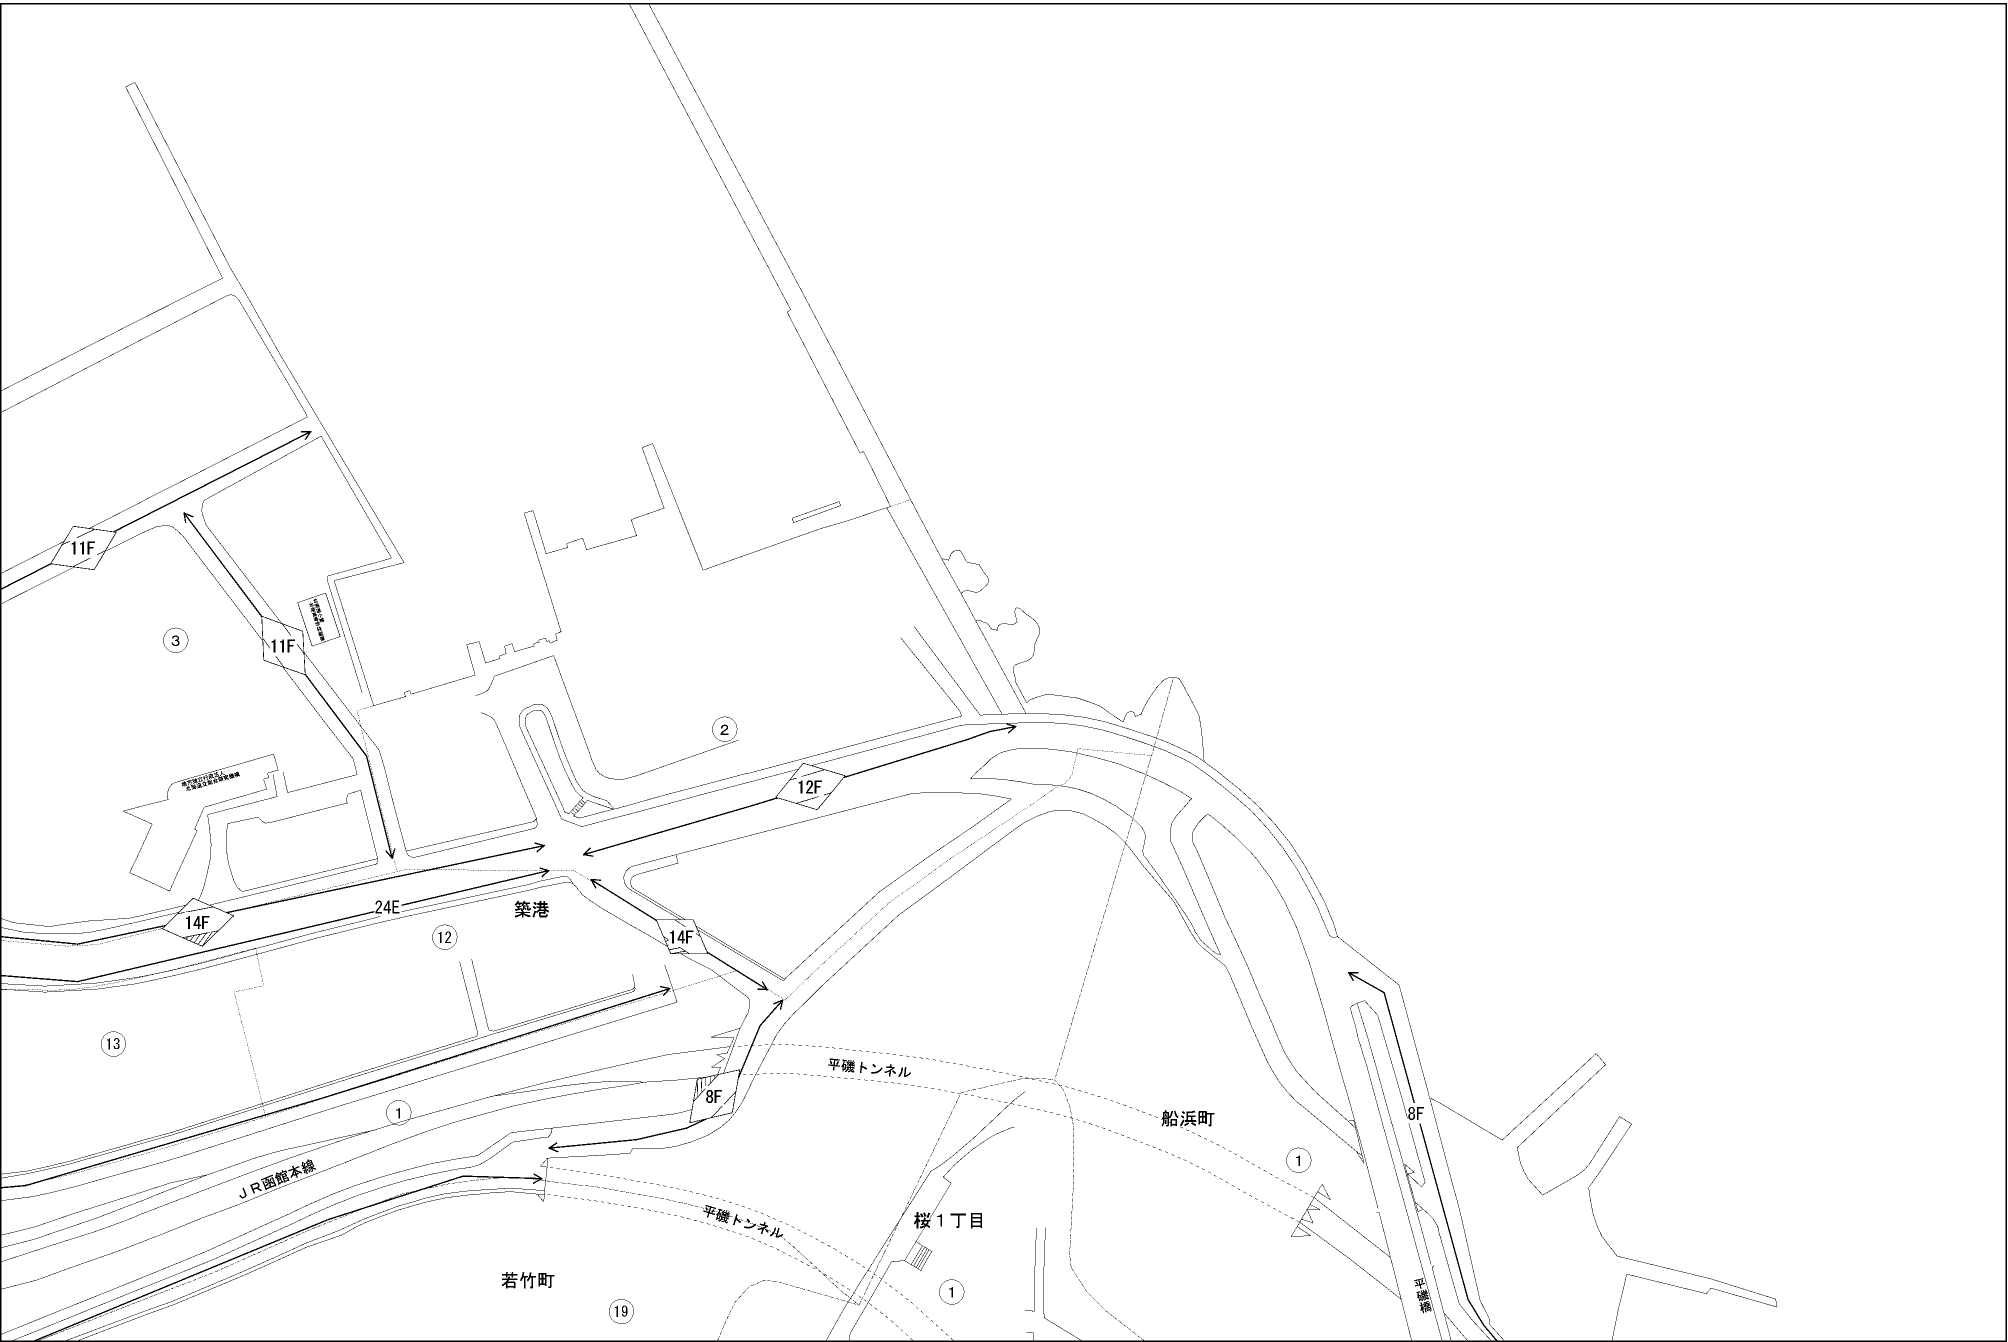 11F
11F
③
②
12F
14F
24E
築港
14F
⑫
⑬
平磯トンネル
8F
①
船浜町
8F
ＪＲ函館本線
①
平磯トンネル
桜１丁目
若竹町
①
平磯橋
⑲